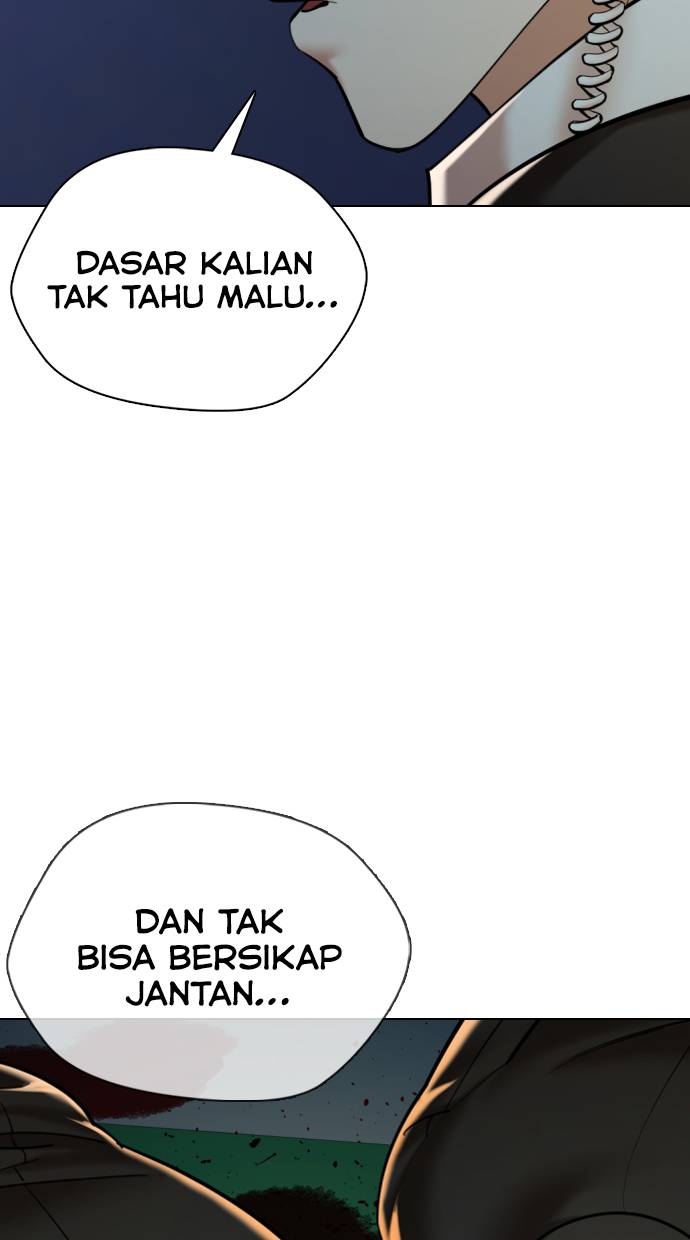 DASAR KALIAN
TAK TAHU MALU...
DAN TAK
BISA BERSIKAP
JANTAN...